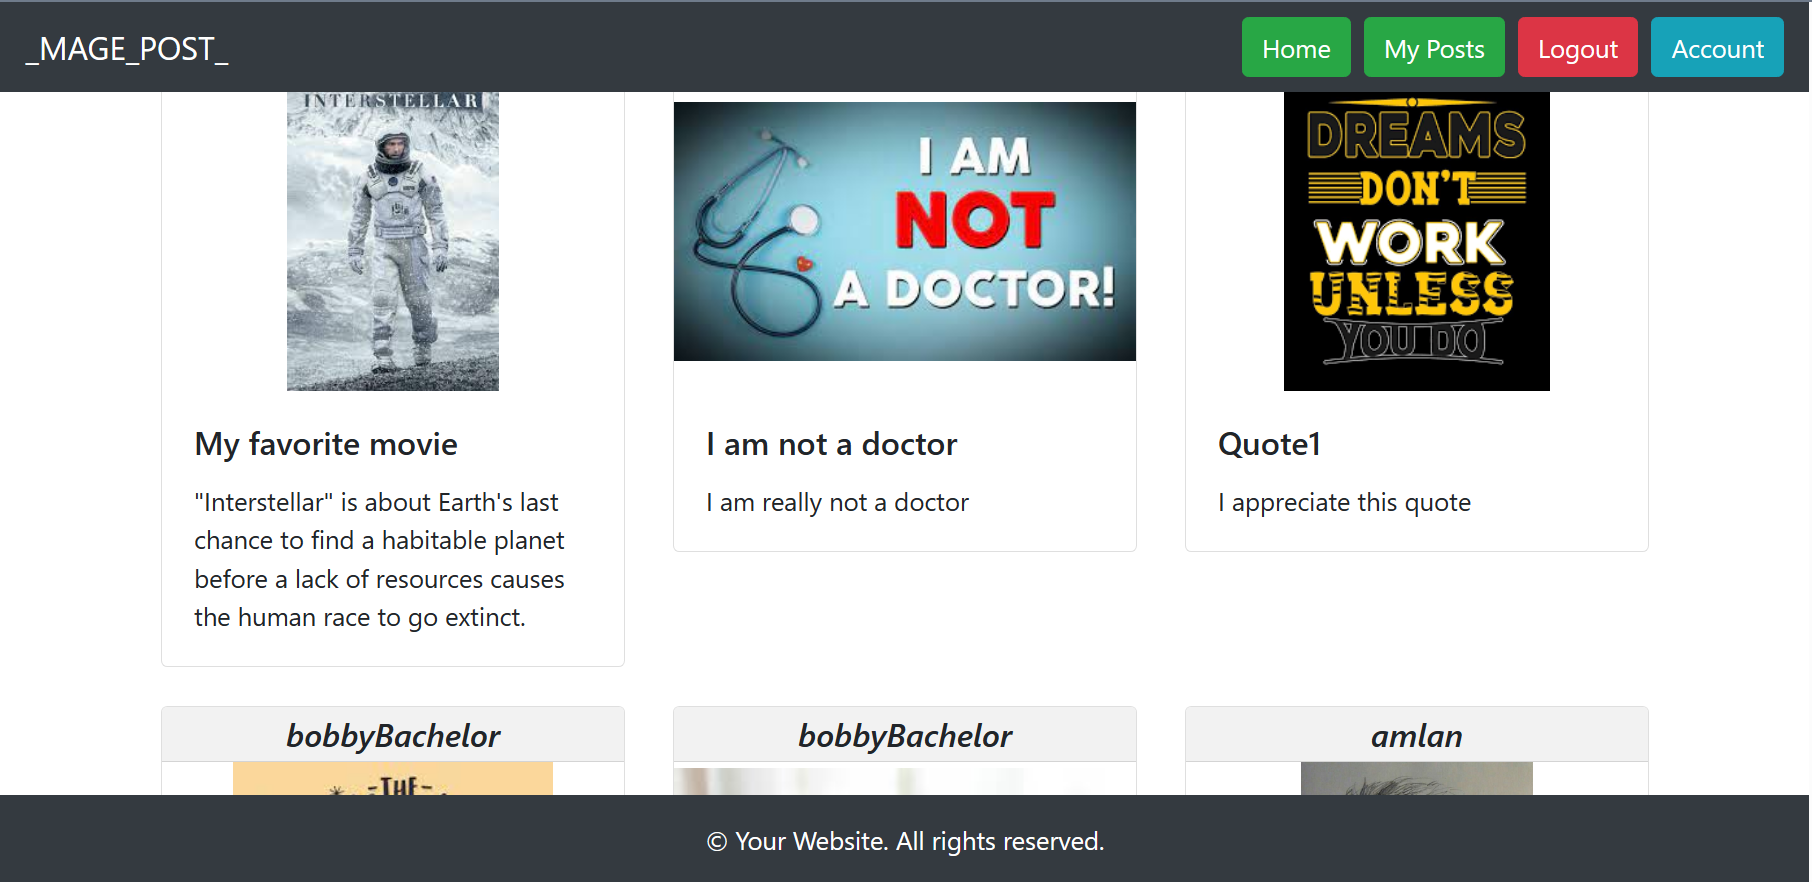 _MAGE_POST_
Home
My Posts
Logout
Account
INTERSTELLAR
I AM
NOT
A DOCTOR!
DREAMS
DON'T
WORK
UNLESS
YOU DO
My favorite movie
"Interstellar" is about Earth's last
chance to find a habitable planet
before a lack of resources causes
the human race to go extinct.
I am not a doctor
I am really not a doctor
Quote1
I appreciate this quote
bobbyBachelor
bobbyBachelor
amlan
-THE-
© Your Website. All rights reserved.